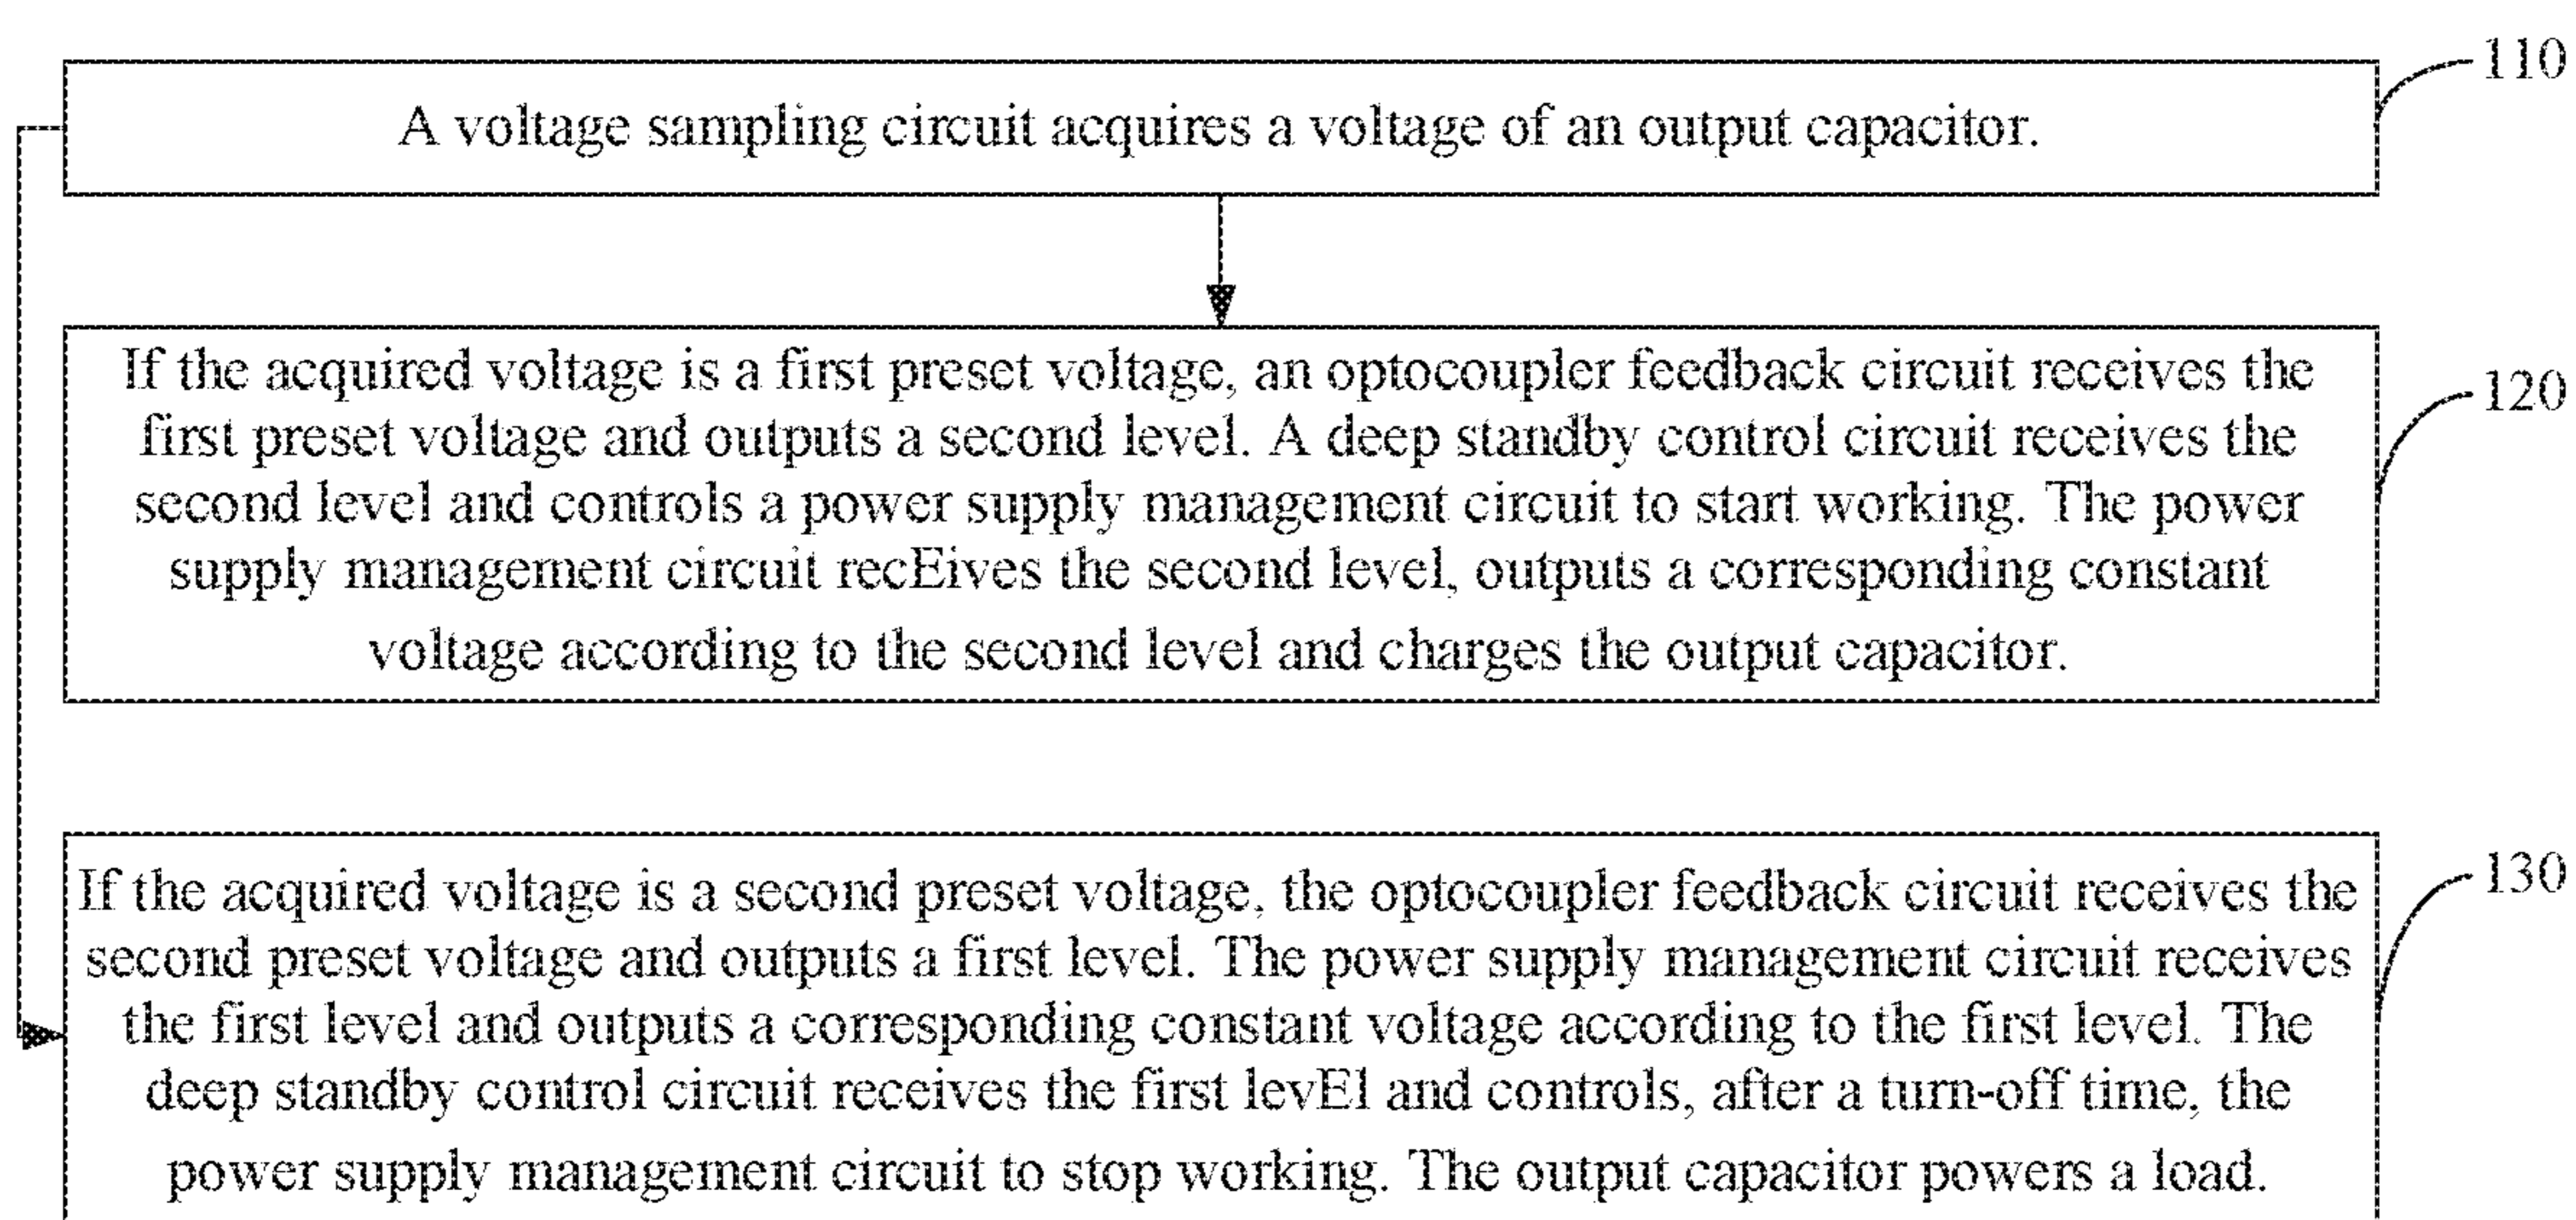 110
A voltage sampling circuit acquires a voltage of an output capacitor.
120
If the acquired voltage is a first preset voltage, an optocoupler feedback circuit receives the
first preset voltage and outputs a second level. A deep standby control circuit receives the
second level and controls a power supply management circuit to start working. The power
supply management circuit recEives the second level, outputs a corresponding constant
voltage according to the second level and charges the output capacitor.
130
If the acquired voltage is a second preset voltage, the optocoupler feedback circuit receives the
second preset voltage and outputs a first level. The power supply management circuit receives
the first level and outputs a corresponding constant voltage according to the first level. The
deep standby control circuit receives the first levEl and controls, after a turn-off time, the
power supply management circuit to stop working. The output capacitor powers a load.